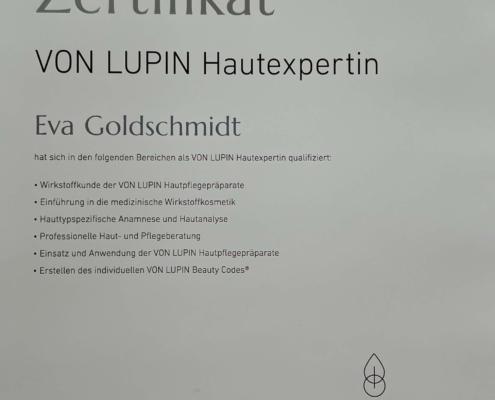 Zertifikat
VON LUPIN Hautexpertin
Eva Goldschmidt
hat sich in den folgenden Bereichen als VON LUPIN Hautexpertin qualifiziert:
• Wirkstoffkunde der VON LUPIN Hautpflegepräparate
• Einführung in die medizinische Wirkstoffkosmetik
• Hauttypspezifische Anamnese und Hautanalyse
• Professionelle Haut- und Pflegeberatung
• Einsatz und Anwendung der VON LUPIN Hautpflegepräparate
• Erstellen des individuellen VON LUPIN Beauty Codes®